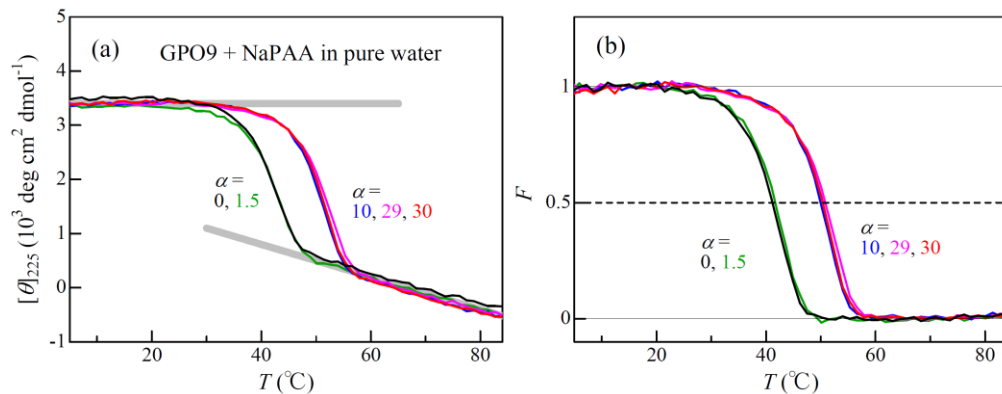 (a)
GPO9 + NaPAA in pure water
[θ]225 (10³ deg cm² dmol⁻¹)
5
4
3
2
1
0
-1
α =
0, 1.5
α =
10, 29, 30
20
40
60
80
T (℃)
(b)
F
1
0.5
0
α =
0, 1.5
α =
10, 29, 30
20
40
60
80
T (℃)